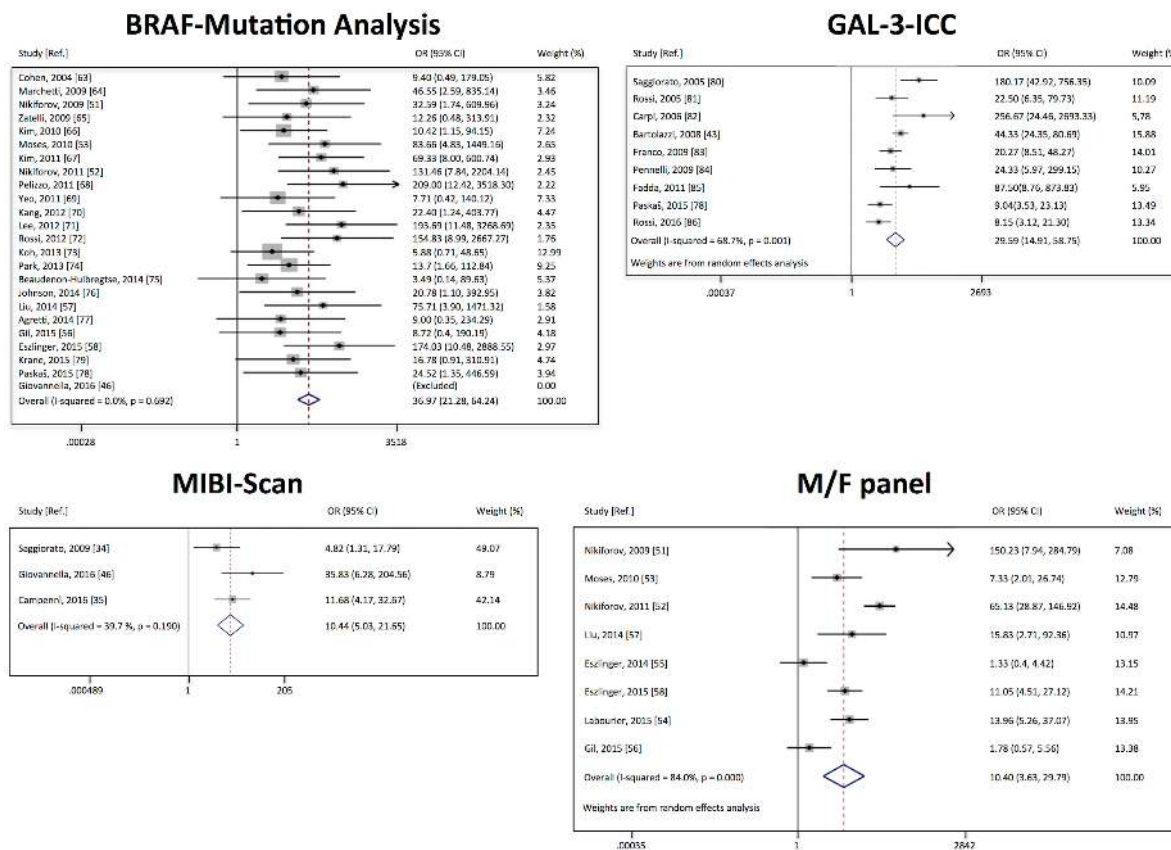 BRAF-Mutation Analysis
Study [Ref.] OR (95% CI) Weight (%)
Cohen, 2004 [63] 9.40 (0.49, 179.05) 5.82
Marchetti, 2009 [64] 46.55 (2.59, 835.14) 3.46
Nikiforov, 2009 [51] 32.59 (1.74, 609.96) 3.24
Zatelli, 2009 [65] 12.26 (0.48, 313.91) 2.32
Kim, 2010 [66] 10.42 (1.15, 94.15) 7.24
Moses, 2010 [53] 83.66 (4.83, 1449.16) 2.65
Kim, 2011 [67] 69.33 (8.00, 600.74) 2.93
Nikiforov, 2011 [52] 131.46 (7.84, 2204.14) 2.45
Pelizzo, 2011 [68] 209.00 (12.42, 3518.30) 2.22
Yeo, 2011 [69] 7.71 (0.42, 140.12) 7.33
Kang, 2012 [70] 22.40 (1.24, 403.77) 4.47
Lee, 2012 [71] 193.69 (11.48, 3268.69) 2.35
Rossi, 2012 [72] 154.83 (8.99, 2667.27) 1.76
Koh, 2013 [73] 5.88 (0.71, 48.65) 12.99
Park, 2013 [74] 13.7 (1.66, 112.84) 9.25
Beaudenon-Hulbregtse, 2014 [75] 3.49 (0.14, 89.63) 5.37
Johnson, 2014 [76] 20.78 (1.10, 392.95) 3.82
Liu, 2014 [57] 75.71 (3.90, 1471.32) 1.58
Agretti, 2014 [77] 9.00 (0.35, 234.29) 2.91
Gil, 2015 [56] 8.72 (0.4, 190.19) 4.18
Eszlinger, 2015 [58] 174.03 (10.48, 2888.55) 2.97
Krane, 2015 [79] 16.78 (0.91, 310.91) 4.74
Paskaš, 2015 [78] 24.52 (1.35, 446.59) 3.94
Giovannella, 2016 [46] (Excluded) 0.00
Overall (I-squared = 0.0%, p = 0.692) 36.97 (21.28, 64.24) 100.00
.00028 1 3518
GAL-3-ICC
Study [Ref.] OR (95% CI) Weight (%)
Saggiorato, 2005 [80] 180.17 (42.92, 756.35) 10.09
Rossi, 2005 [81] 22.50 (6.35, 79.73) 11.19
Carpi, 2006 [82] 256.67 (24.46, 2693.33) 5,78
Bartolazzi, 2008 [43] 44.33 (24.35, 80.69) 15.88
Franco, 2009 [83] 20.27 (8.51, 48.27) 14.01
Pennelli, 2009 [84] 24.33 (5.97, 299.15) 10.27
Fadda, 2011 [85] 87.50 (8.76, 873.83) 5.95
Paskaš, 2015 [78] 9.04(3.53, 23.13) 13.49
Rossi, 2016 [86] 8.15 (3.12, 21.30) 13.34
Overall (I-squared = 68.7%, p = 0.001) 29.59 (14.91, 58.75) 100.00
Weights are from random effects analysis
.00037 1 2693
MIBI-Scan
Study [Ref.] OR (95% CI) Weight (%)
Saggiorato, 2009 [34] 4.82 (1.31, 17.79) 49.07
Giovannella, 2016 [46] 35.83 (6.28, 204.56) 8.79
Campenni, 2016 [35] 11.68 (4.17, 32.67) 42.14
Overall (I-squared = 39.7 %, p = 0.190) 10.44 (5.03, 21.65) 100.00
.000489 1 205
M/F panel
Study [Ref.] OR (95% CI) Weight (%)
Nikiforov, 2009 [51] 150.23 (7.94, 284.79) 7.08
Moses, 2010 [53] 7.33 (2.01, 26.74) 12.79
Nikiforov, 2011 [52] 65.13 (28.87, 146.92) 14.48
Liu, 2014 [57] 15.83 (2.71, 92.36) 10.97
Eszlinger, 2014 [55] 1.33 (0.4, 4.42) 13.15
Eszlinger, 2015 [58] 11.05 (4.51, 27.12) 14.21
Labourier, 2015 [54] 13.96 (5.26, 37.07) 13.95
Gil, 2015 [56] 1.78 (0.57, 5.56) 13.38
Overall (I-squared = 84.0%, p = 0.000) 10.40 (3.63, 29.79) 100.00
Weights are from random effects analysis
.00035 1 2842